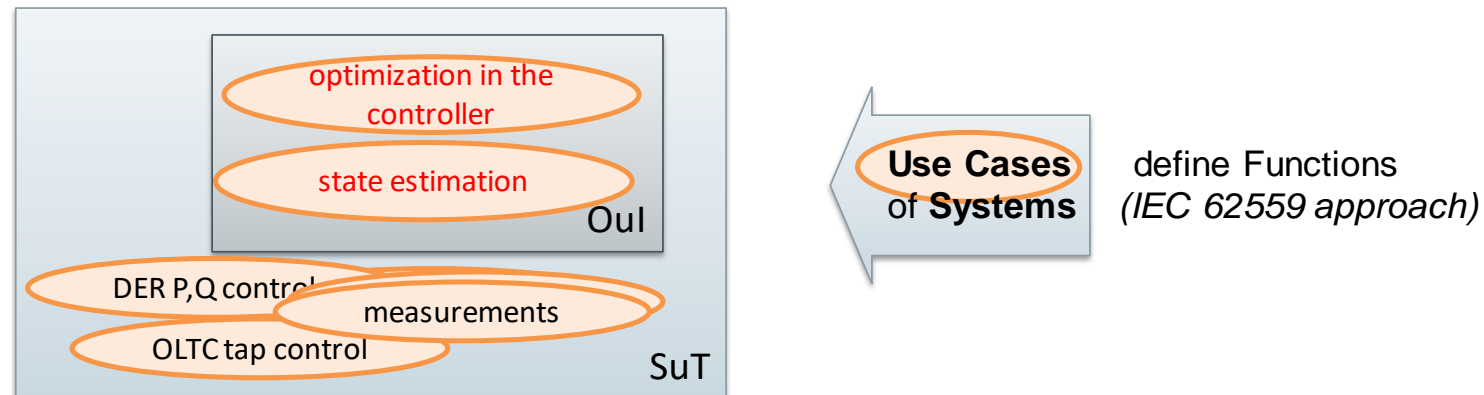 optimization in the
controller
state estimation
OuI
DER P,Q control
measurements
OLTC tap control
SuT
Use Cases
of Systems
define Functions
(IEC 62559 approach)